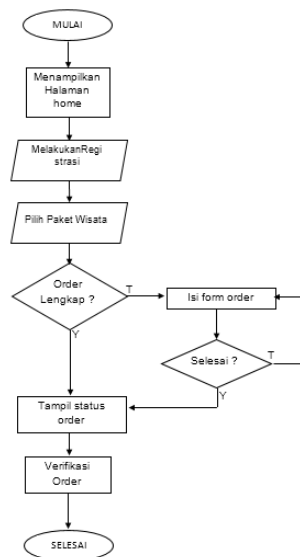 MULAI
Menampilkan
Halaman
home
MelakukanRegi
strasi
Pilih Paket Wisata
Order
Lengkap ?
T
Isi form order
Y
Selesai ?
T
Y
Tampil status
order
Verifikasi
Order
SELESAI